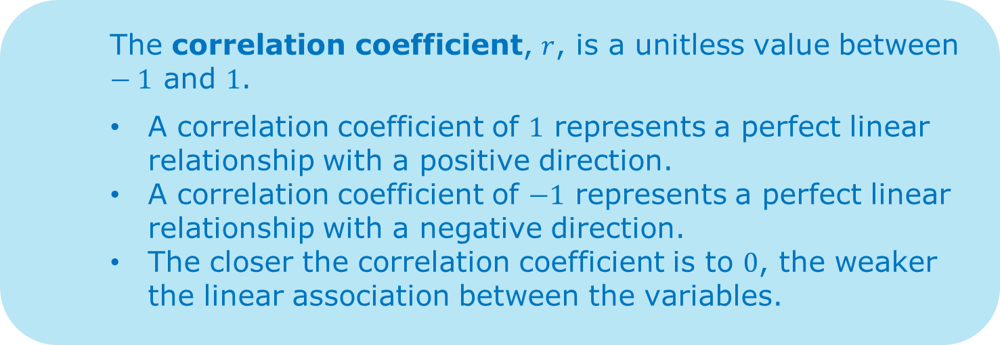 The correlation coefficient, r, is a unitless value between
− 1 and 1.
• A correlation coefficient of 1 represents a perfect linear
relationship with a positive direction.
• A correlation coefficient of −1 represents a perfect linear
relationship with a negative direction.
• The closer the correlation coefficient is to 0, the weaker
the linear association between the variables.